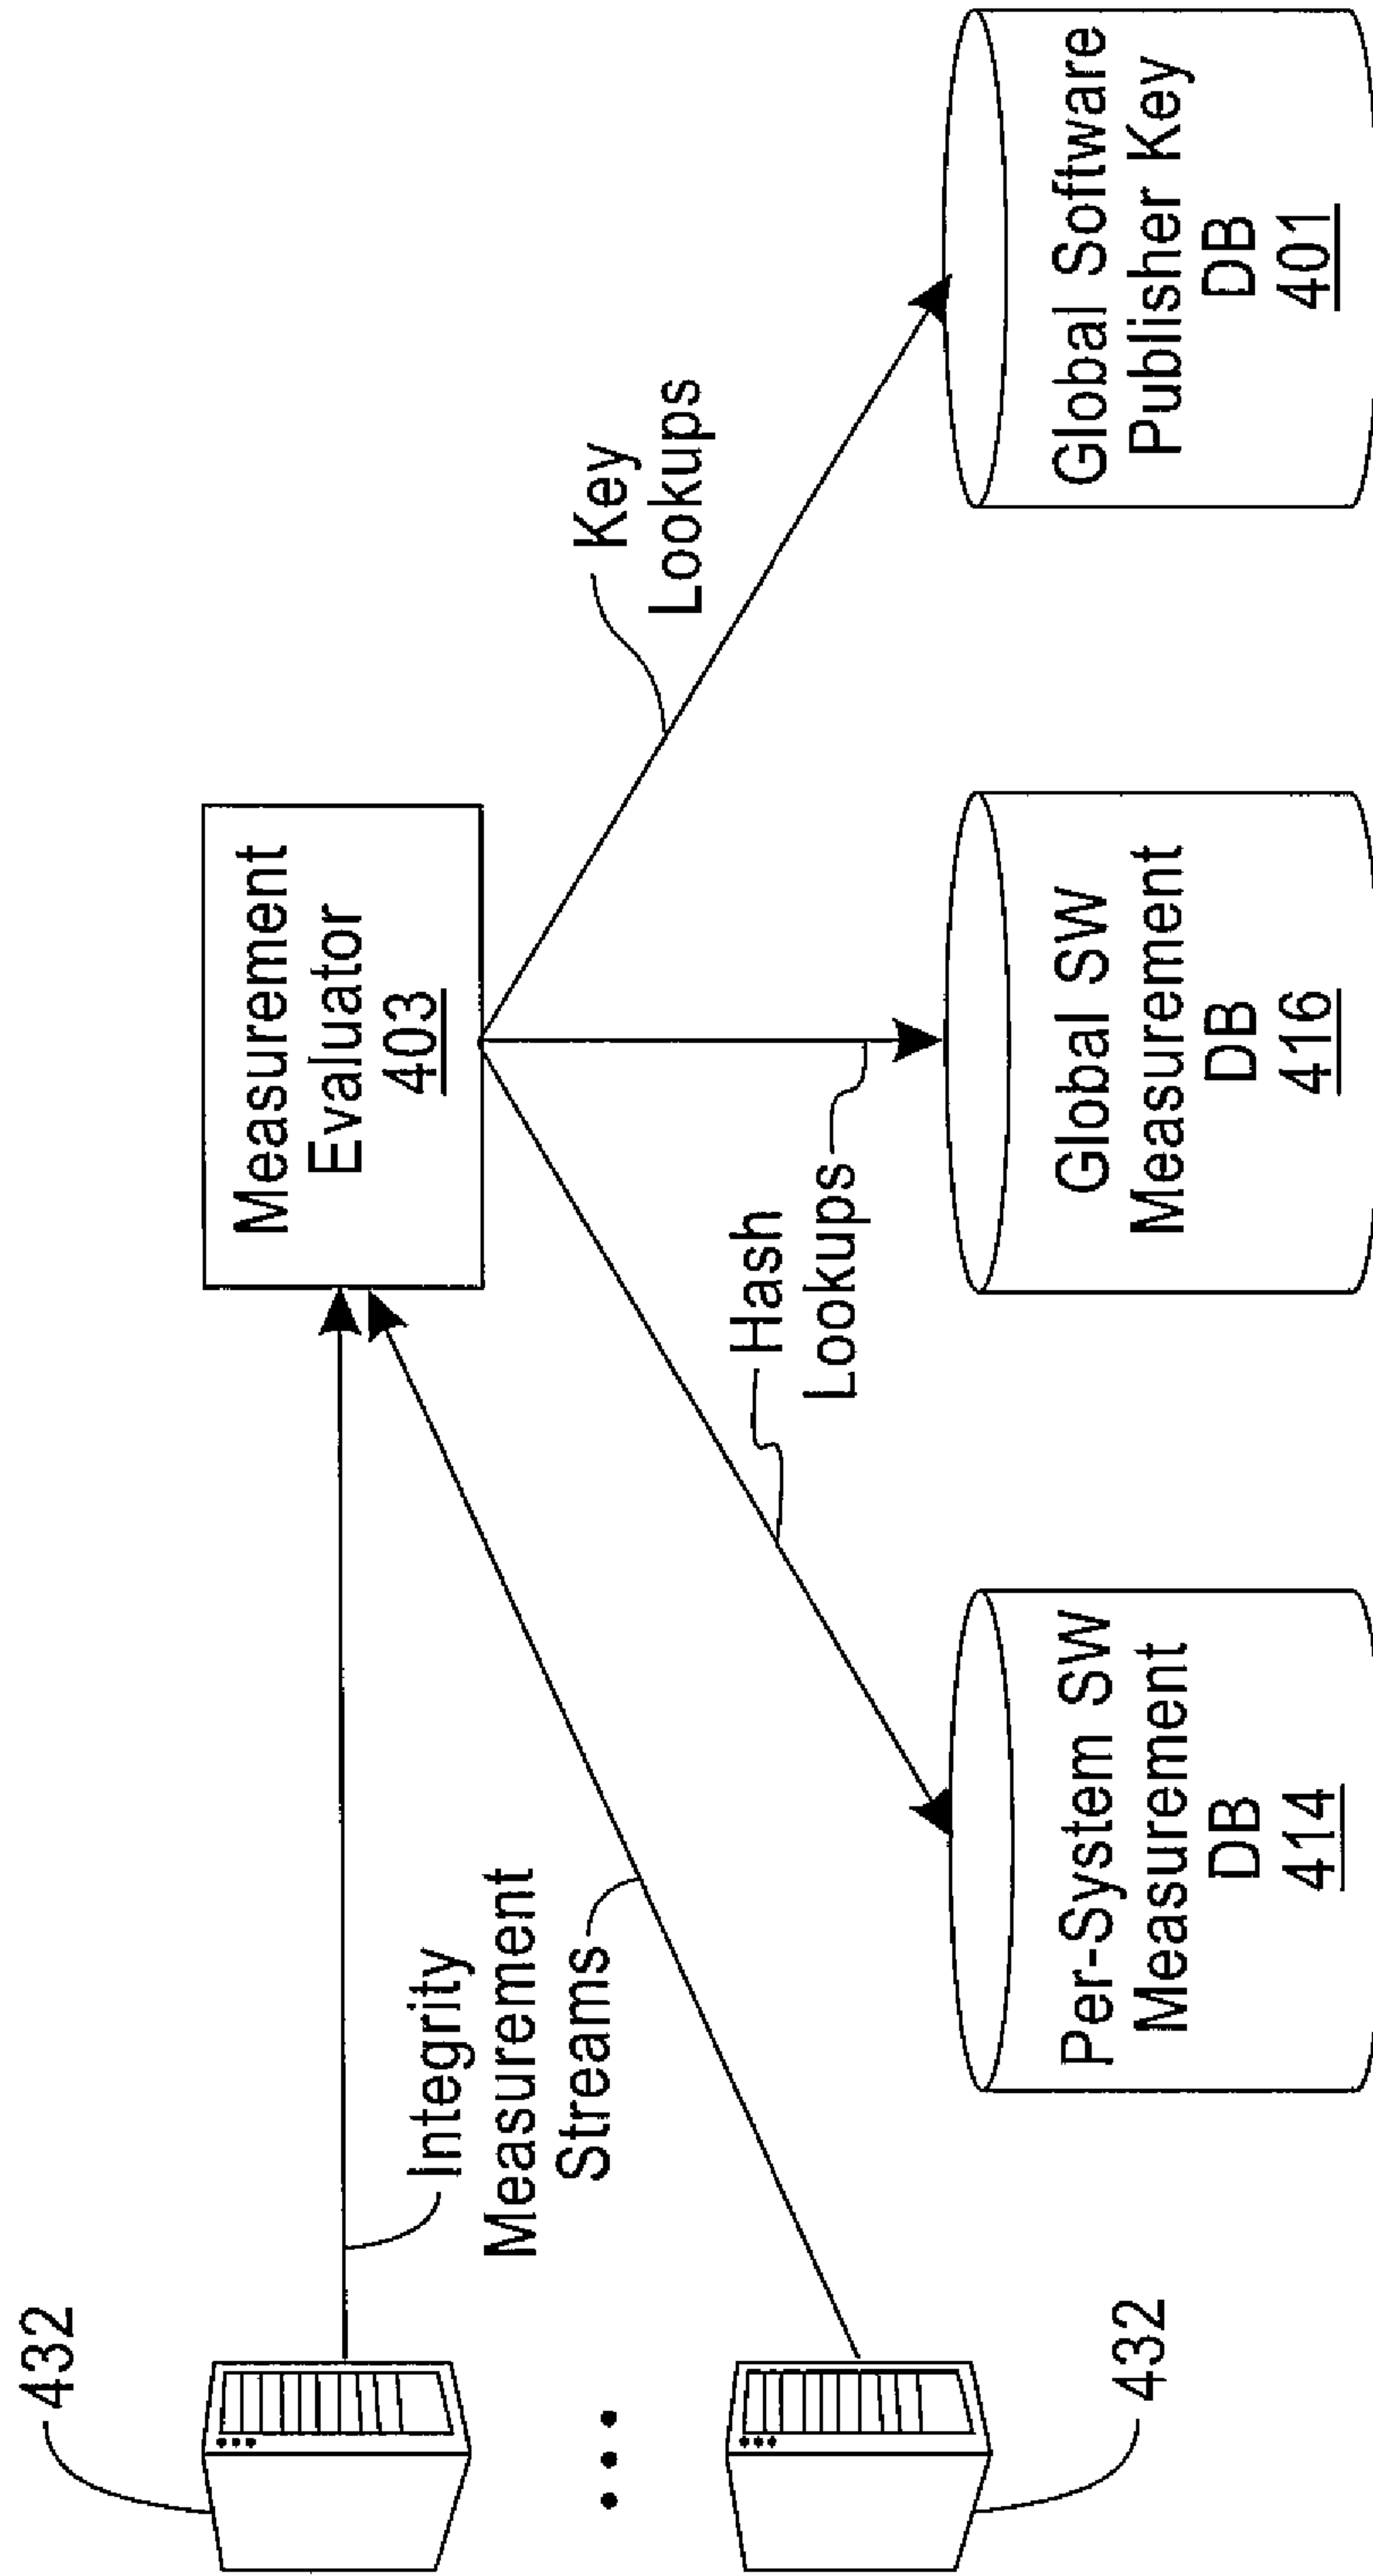 432
Integrity
Measurement
Streams
432
Measurement
Evaluator
403
Key
Lookups
Hash
Lookups
Per-System SW
Measurement
DB
414
Global SW
Measurement
DB
416
Global Software
Publisher Key
DB
401